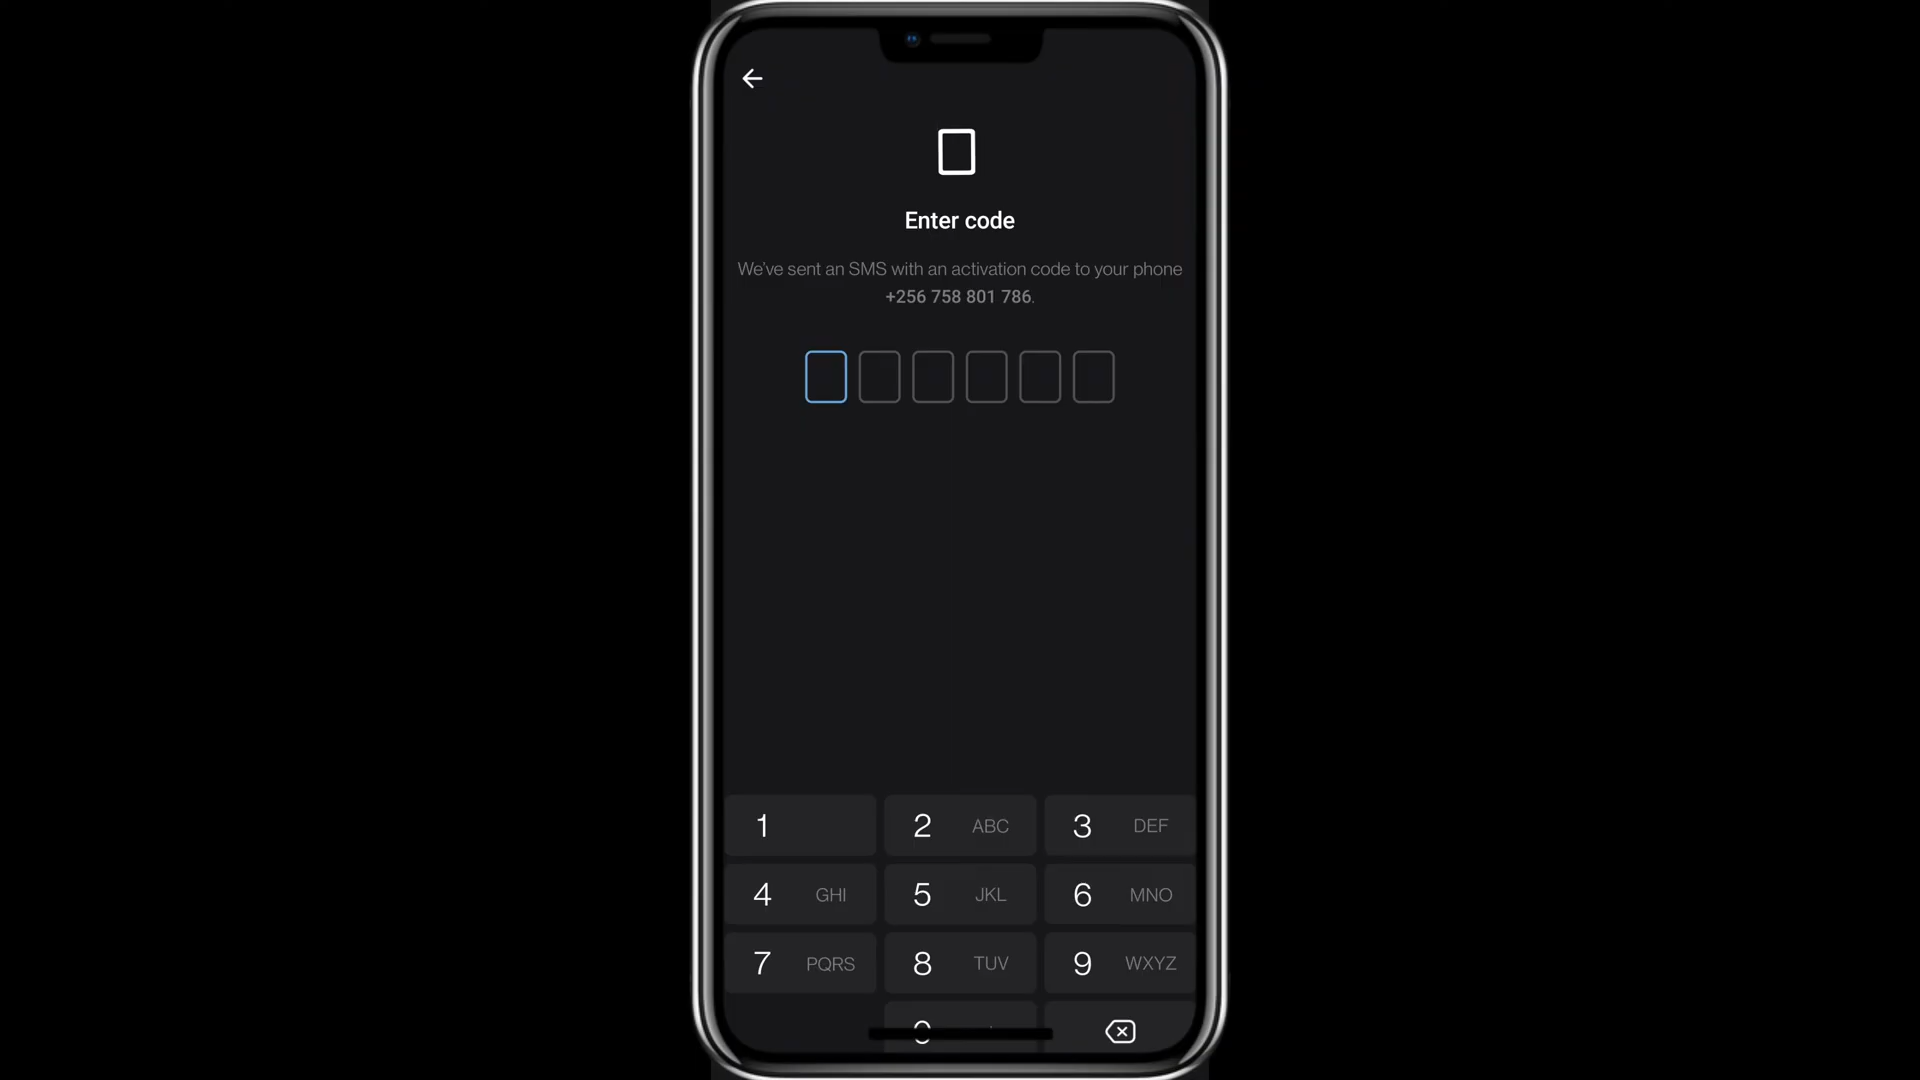 Enter code
We've sent an SMS with an activation code to your phone
+256 758 801 786.
1
2 ABC
3 DEF
4 GHI
5 JKL
6 MNO
7 PQRS
8 TUV
9 WXYZ